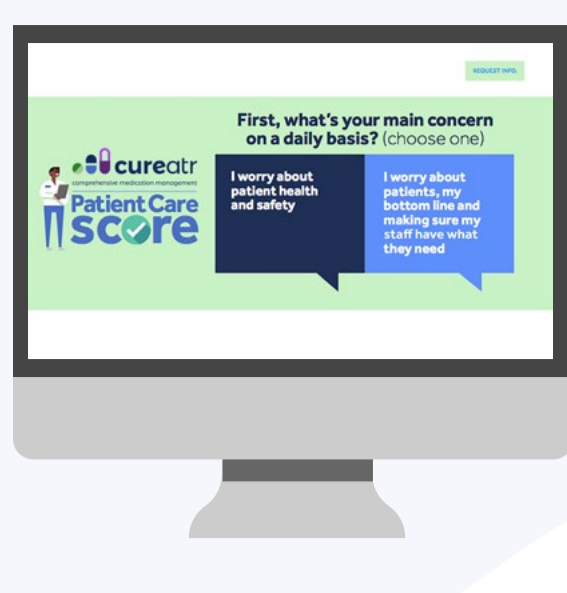 REQUEST INFO.
First, what's your main concern
on a daily basis? (choose one)
cureatr
comprehensive medication management
Patient Care
score
I worry about
patient health
and safety
I worry about
patients, my
bottom line and
making sure my
staff have what
they need